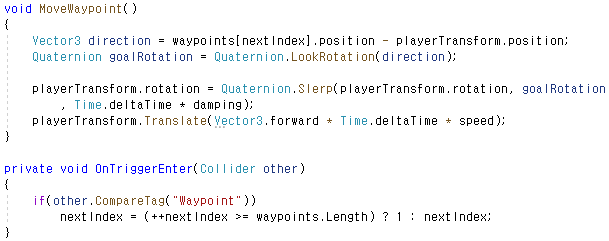 void MoveWaypoint()
{
Vector3 direction = waypoints[nextIndex].position - playerTransform.position;
Quaternion goalRotation = Quaternion.LookRotation(direction);
playerTransform.rotation = Quaternion.Slerp(playerTransform.rotation, goalRotation
, Time.deltaTime * damping);
playerTransform.Translate(Vector3.forward * Time.deltaTime * speed);
}
private void OnTriggerEnter(Collider other)
{
if(other.CompareTag("Waypoint"))
nextIndex = (++nextIndex >= waypoints.Length) ? 1 : nextIndex;
}